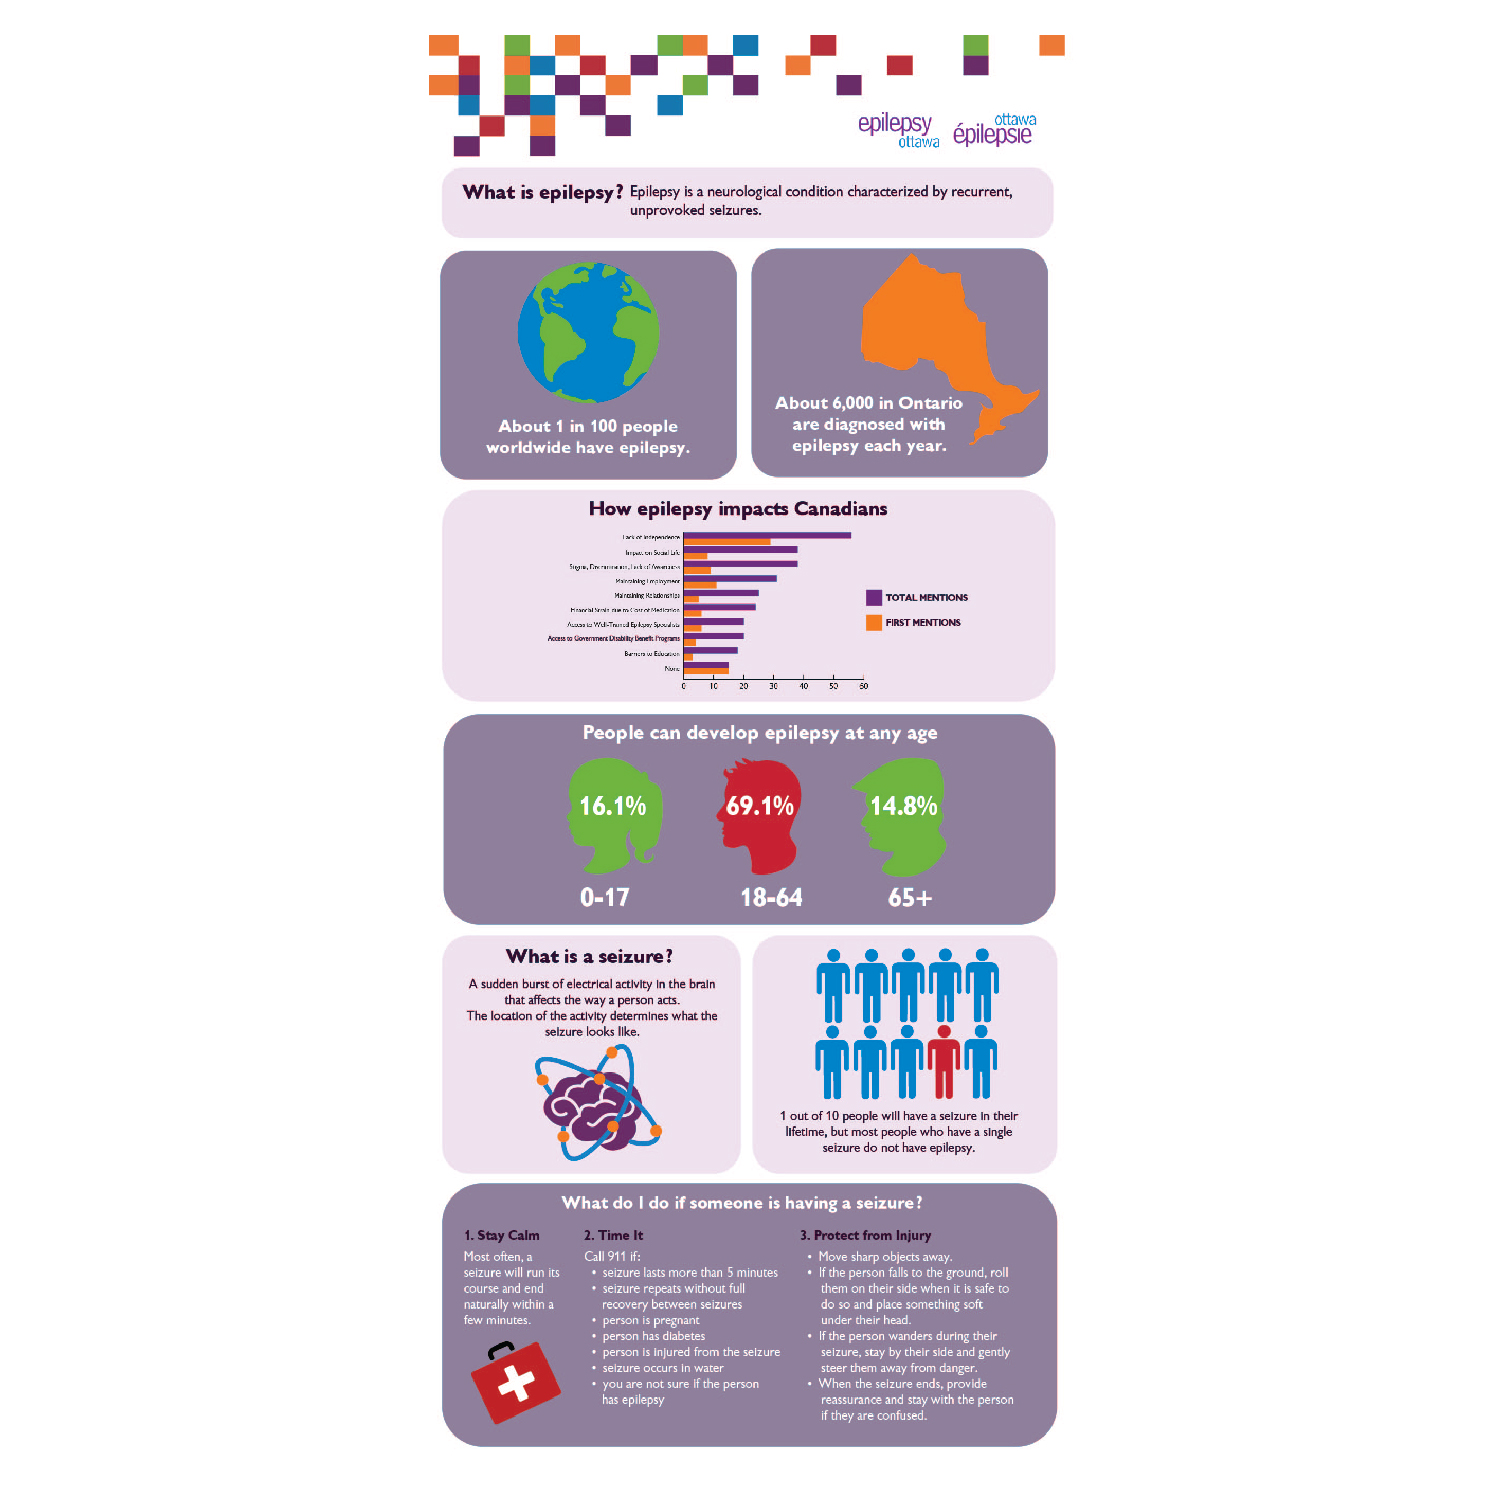 epilepsy
ottawa
ottawa
épilepsie
What is epilepsy? Epilepsy is a neurological condition characterized by recurrent,
unprovoked seizures.
About 1 in 100 people
worldwide have epilepsy.
About 6,000 in Ontario
are diagnosed with
epilepsy each year.
How epilepsy impacts Canadians
Lack of Independence
Impact on Social Life
Stigma, Discrimination, Lack of Awareness
Maintaining Employment
Maintaining Relationships
Financial Strain due to Cost of Medication
Access to Well-Trained Epilepsy Specialists
Access to Government Disability Benefit Programs
Barriers to Education
None
0 10 20 30 40 50 60
TOTAL MENTIONS
FIRST MENTIONS
People can develop epilepsy at any age
16.1% 69.1% 14.8%
0-17 18-64 65+
What is a seizure?
A sudden burst of electrical activity in the brain
that affects the way a person acts.
The location of the activity determines what the
seizure looks like.
1 out of 10 people will have a seizure in their
lifetime, but most people who have a single
seizure do not have epilepsy.
What do I do if someone is having a seizure?
1. Stay Calm
Most often, a
seizure will run its
course and end
naturally within a
few minutes.
2. Time It
Call 911 if:
• seizure lasts more than 5 minutes
• seizure repeats without full
recovery between seizures
• person is pregnant
• person has diabetes
• person is injured from the seizure
• seizure occurs in water
• you are not sure if the person
has epilepsy
3. Protect from Injury
• Move sharp objects away.
• If the person falls to the ground, roll
them on their side when it is safe to
do so and place something soft
under their head.
• If the person wanders during their
seizure, stay by their side and gently
steer them away from danger.
• When the seizure ends, provide
reassurance and stay with the person
if they are confused.